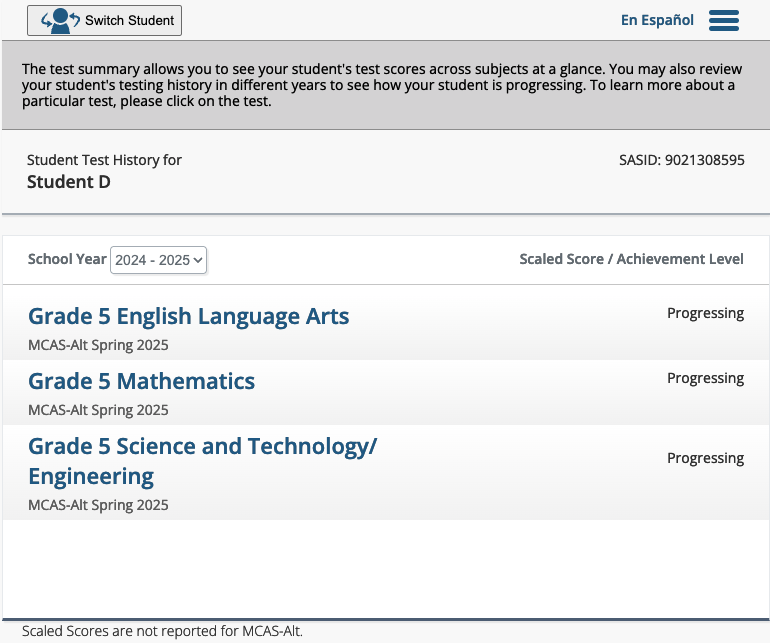 Switch Student
En Español
The test summary allows you to see your student's test scores across subjects at a glance. You may also review
your student's testing history in different years to see how your student is progressing. To learn more about a
particular test, please click on the test.
Student Test History for
SASID: 9021308595
Student D
School Year
2024 - 2025
Scaled Score / Achievement Level
Grade 5 English Language Arts
Progressing
MCAS-Alt Spring 2025
Grade 5 Mathematics
Progressing
MCAS-Alt Spring 2025
Grade 5 Science and Technology/
Engineering
Progressing
MCAS-Alt Spring 2025
Scaled Scores are not reported for MCAS-Alt.